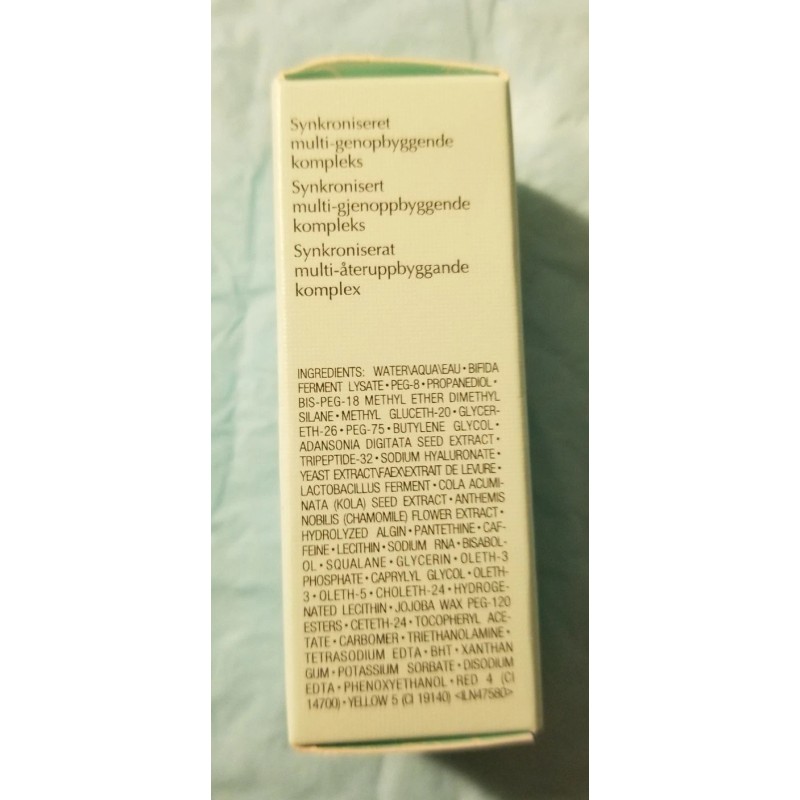 Synkroniseret
multi-genopbyggende
kompleks
Synkronisert
multi-gjenoppbyggende
kompleks
Synkroniserat
multi-återuppbyggande
komplex
INGREDIENTS: WATER\AQUA\EAU • BIFIDA
FERMENT LYSATE • PEG-8 • PROPANEDIOL •
BIS-PEG-18 METHYL ETHER DIMETHYL
SILANE • METHYL GLUCETH-20 • GLYCER-
ETH-26 • PEG-75 • BUTYLENE GLYCOL •
ADANSONIA DIGITATA SEED EXTRACT •
TRIPEPTIDE-32 • SODIUM HYALURONATE •
YEAST EXTRACT\FAEX\EXTRAIT DE LEVURE •
LACTOBACILLUS FERMENT • COLA ACUMI-
NATA (KOLA) SEED EXTRACT • ANTHEMIS
NOBILIS (CHAMOMILE) FLOWER EXTRACT •
HYDROLYZED ALGIN • PANTETHINE • CAF-
FEINE • LECITHIN • SODIUM RNA • BISABOL-
OL • SQUALANE • GLYCERIN • OLETH-3
PHOSPHATE • CAPRYLYL GLYCOL • OLETH-
3 • OLETH-5 • CHOLETH-24 • HYDROGE-
NATED LECITHIN • JOJOBA WAX PEG-120
ESTERS • CETETH-24 • TOCOPHERYL ACE-
TATE • CARBOMER • TRIETHANOLAMINE •
TETRASODIUM EDTA • BHT • XANTHAN
GUM • POTASSIUM SORBATE • DISODIUM
EDTA • PHENOXYETHANOL • RED 4 (CI
14700) • YELLOW 5 (CI 19140) <ILN47580>